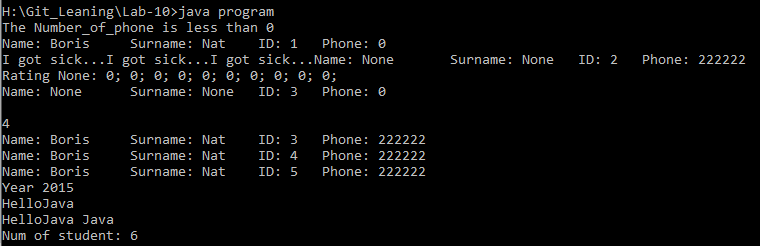 H:\Git_Leaning\Lab-10>java program
The Number_of_phone is less than 0
Name: Boris     Surname: Nat    ID: 1   Phone: 0
I got sick...I got sick...I got sick...Name: None       Surname: None   ID: 2   Phone: 222222
Rating None: 0; 0; 0; 0; 0; 0; 0; 0; 0;
Name: None      Surname: None   ID: 3   Phone: 0

4
Name: Boris     Surname: Nat    ID: 3   Phone: 222222
Name: Boris     Surname: Nat    ID: 4   Phone: 222222
Name: Boris     Surname: Nat    ID: 5   Phone: 222222
Year 2015
HelloJava
HelloJava Java
Num of student: 6